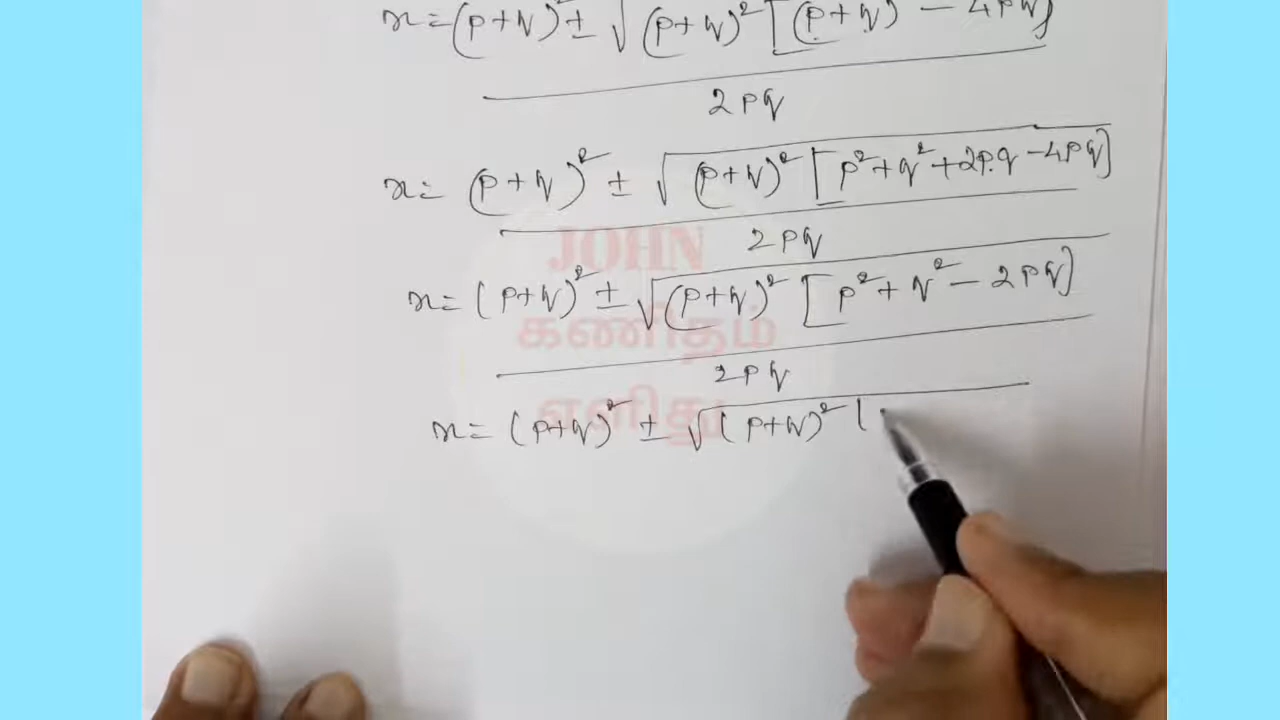 x = (p+q)² ± √(p+q)² [(p+q)² - 4pq]
2pq
x = (p+q)² ± √(p+q)² [p²+q²+2pq-4pq]
2pq
x = (p+q)² ± √(p+q)² [p²+q²-2pq]
2pq
x = (p+q)² ± √(p+q)² (
JOHN
கணிதம்
எளிது